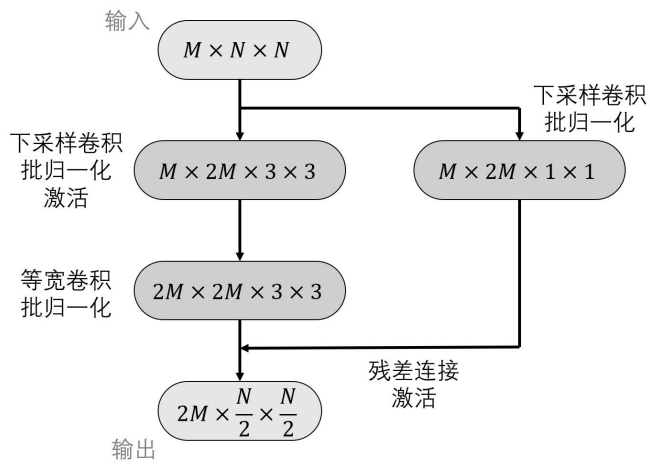 输入
M × N × N
下采样卷积
批归一化
激活
M × 2M × 3 × 3
下采样卷积
批归一化
M × 2M × 1 × 1
等宽卷积
批归一化
2M × 2M × 3 × 3
残差连接
激活
2M × N/2 × N/2
输出